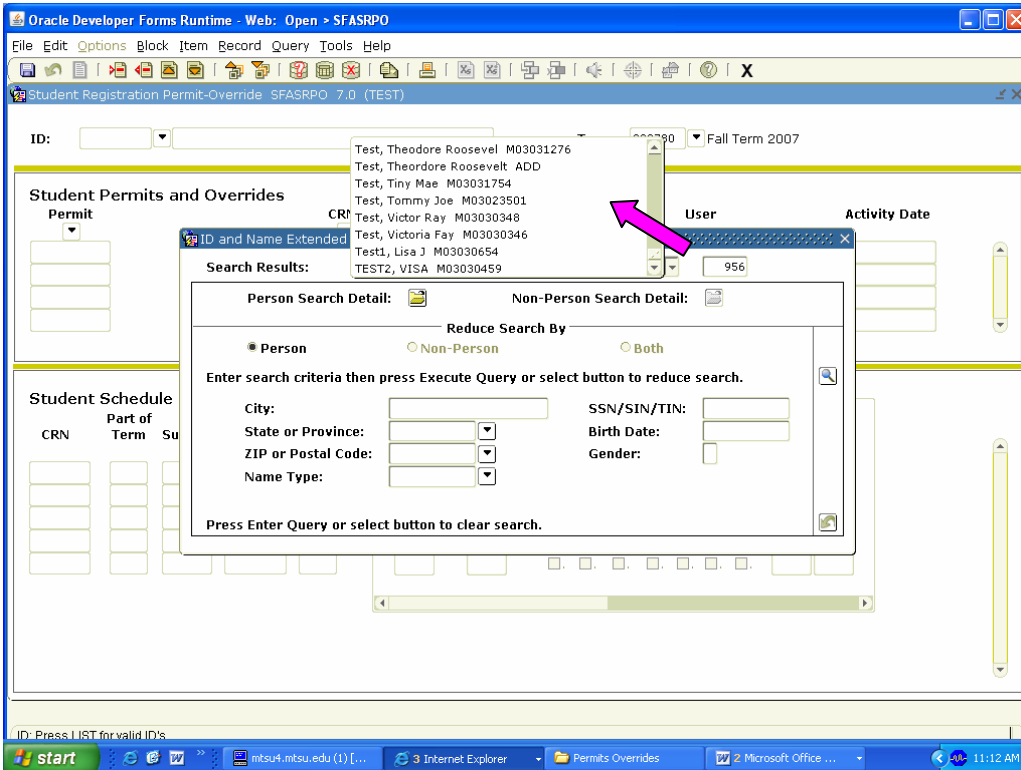 Oracle Developer Forms Runtime - Web: Open > SFASRPO
File Edit Options Block Item Record Query Tools Help
X
Student Registration Permit-Override SFASRPO 7.0 (TEST)
ID:
Fall Term 2007
Test, Theodore Roosevel M03031276
Test, Theordore Roosevelt ADD
Test, Tiny Mae M03031754
Test, Tommy Joe M03023501
Test, Victor Ray M03030348
Test, Victoria Fay M03030346
Test1, Lisa J M03030654
TEST2, VISA M03030459
Student Permits and Overrides
Permit User Activity Date
ID and Name Extended
Search Results: 956
Person Search Detail: Non-Person Search Detail:
Reduce Search By
Person Non-Person Both
Enter search criteria then press Execute Query or select button to reduce search.
City: SSN/SIN/TIN:
State or Province: Birth Date:
ZIP or Postal Code: Gender:
Name Type:
Press Enter Query or select button to clear search.
Student Schedule
Part of
CRN Term Su
ID: Press LIST for valid ID's
start mtsu4.mtsu.edu (1) [... 3 Internet Explorer Permits Overrides 2 Microsoft Office ... 11:12 AM